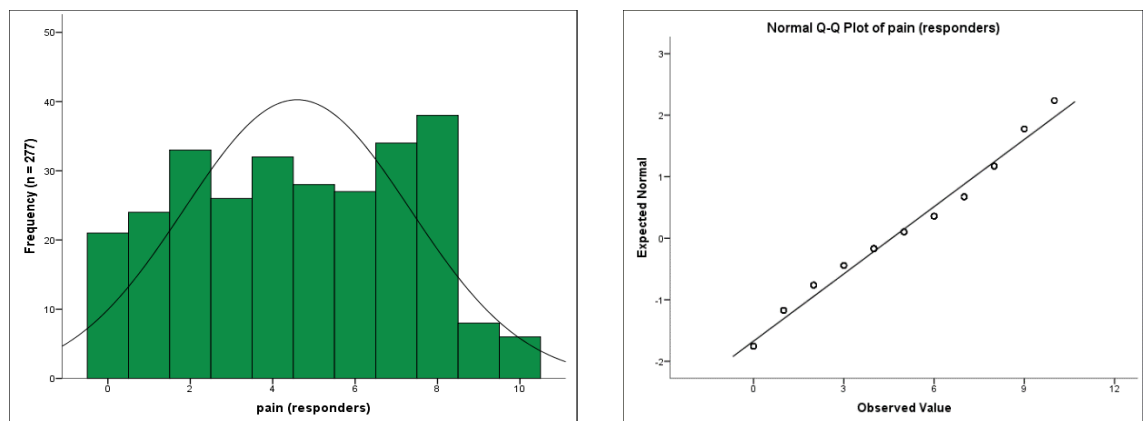 50
40
30
20
10
0
Frequency (n = 277)
0 2 4 6 8 10
pain (responders)
Normal Q-Q Plot of pain (responders)
3
2
1
0
-1
-2
Expected Normal
0 3 6 9 12
Observed Value